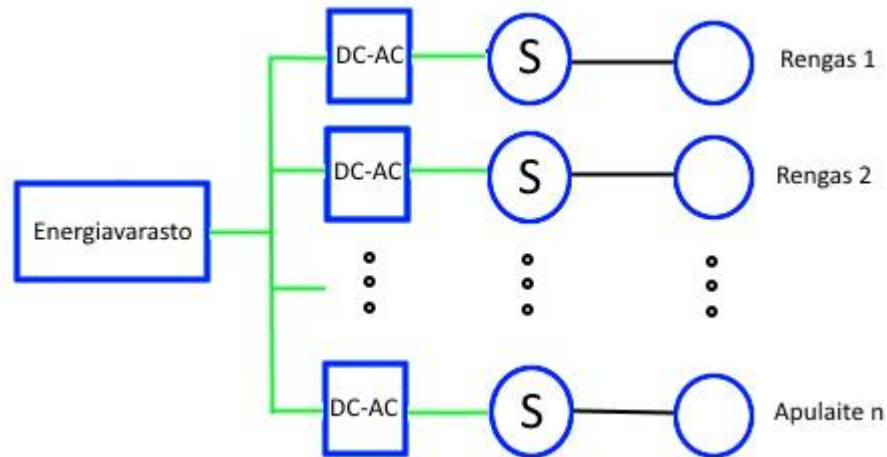 DC-AC
S
Rengas 1
DC-AC
S
Rengas 2
Energiavarasto
DC-AC
S
Apulaite n